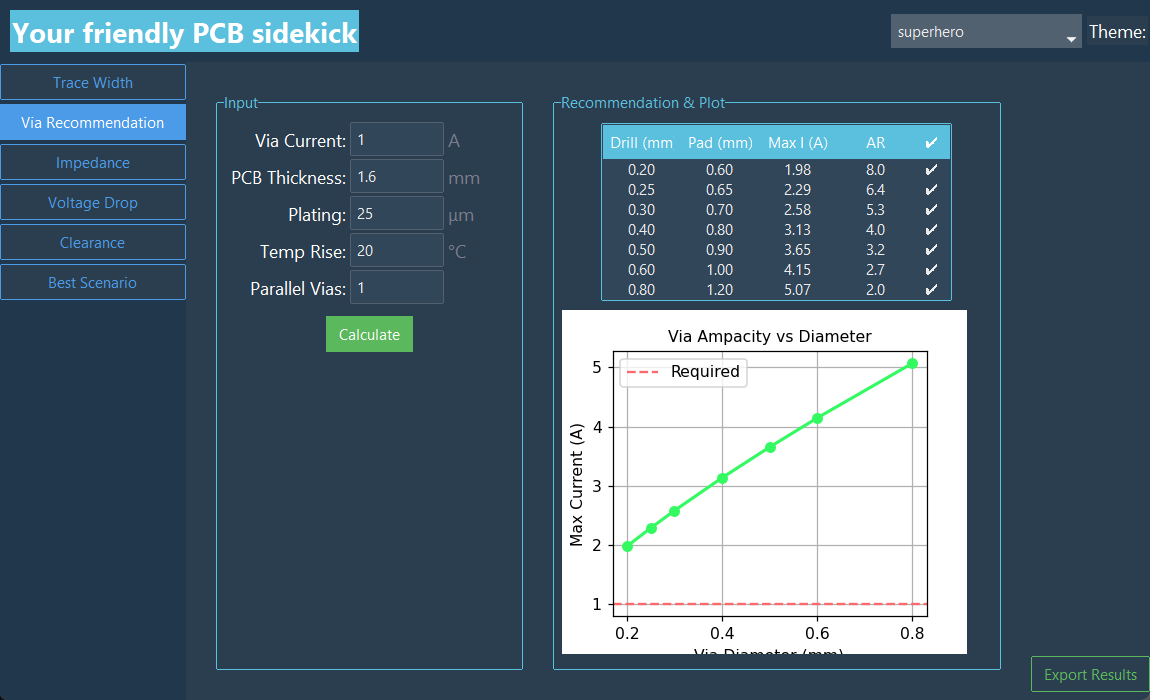 Your friendly PCB sidekick
superhero
Theme:
Trace Width
Via Recommendation
Impedance
Voltage Drop
Clearance
Best Scenario
Input
Via Current: 1 A
PCB Thickness: 1.6 mm
Plating: 25 µm
Temp Rise: 20 °C
Parallel Vias: 1
Calculate
Recommendation & Plot
Drill (mm Pad (mm) Max I (A) AR ✔
0.20 0.60 1.98 8.0 ✔
0.25 0.65 2.29 6.4 ✔
0.30 0.70 2.58 5.3 ✔
0.40 0.80 3.13 4.0 ✔
0.50 0.90 3.65 3.2 ✔
0.60 1.00 4.15 2.7 ✔
0.80 1.20 5.07 2.0 ✔
Via Ampacity vs Diameter
Required
Max Current (A)
5
4
3
2
1
0.2 0.4 0.6 0.8
Via Diameter (mm)
Export Results